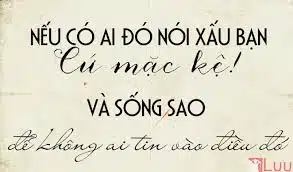 NẾU CÓ AI ĐÓ NÓI XẤU BẠN
Cứ mặc kệ!
VÀ SỐNG SAO
để không ai tin vào điều đó
LUU